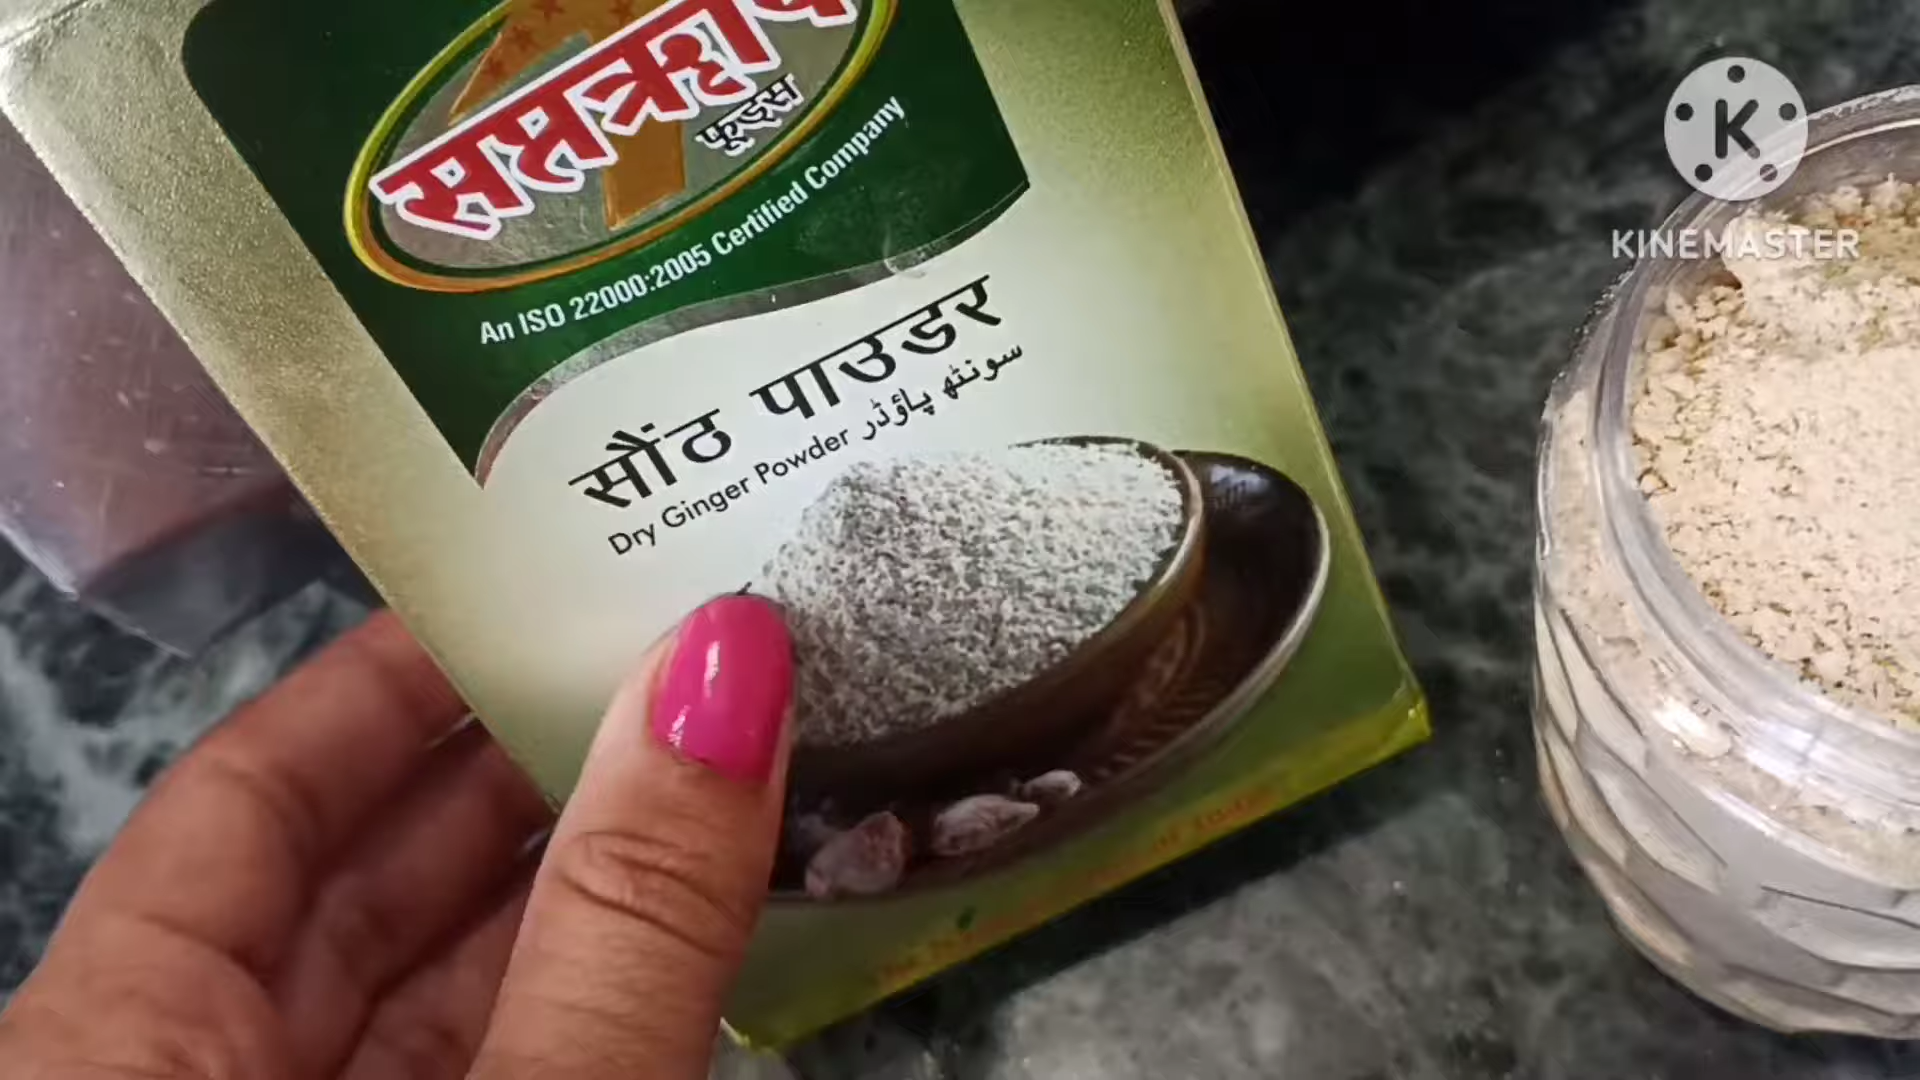 फूड्स
An ISO 22000:2005 Certified Company
सौंठ पाउडर
Dry Ginger Powder سونٹھ پاؤڈر
K
KINEMASTER